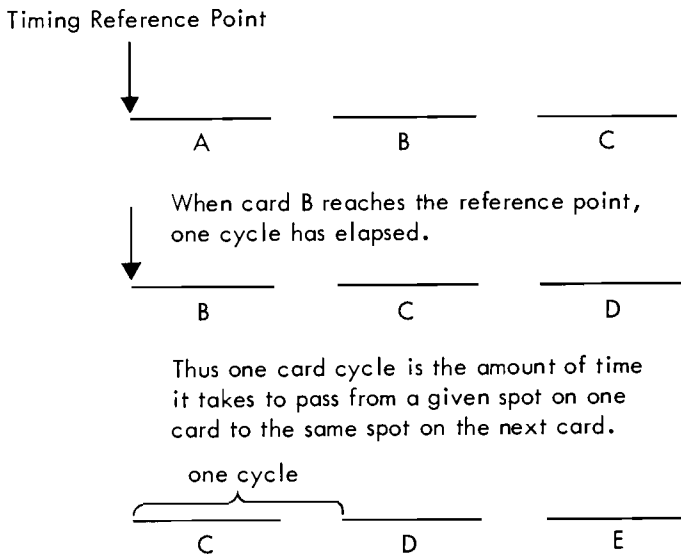 Timing Reference Point
A B C
When card B reaches the reference point,
one cycle has elapsed.
B C D
Thus one card cycle is the amount of time
it takes to pass from a given spot on one
card to the same spot on the next card.
one cycle
C D E